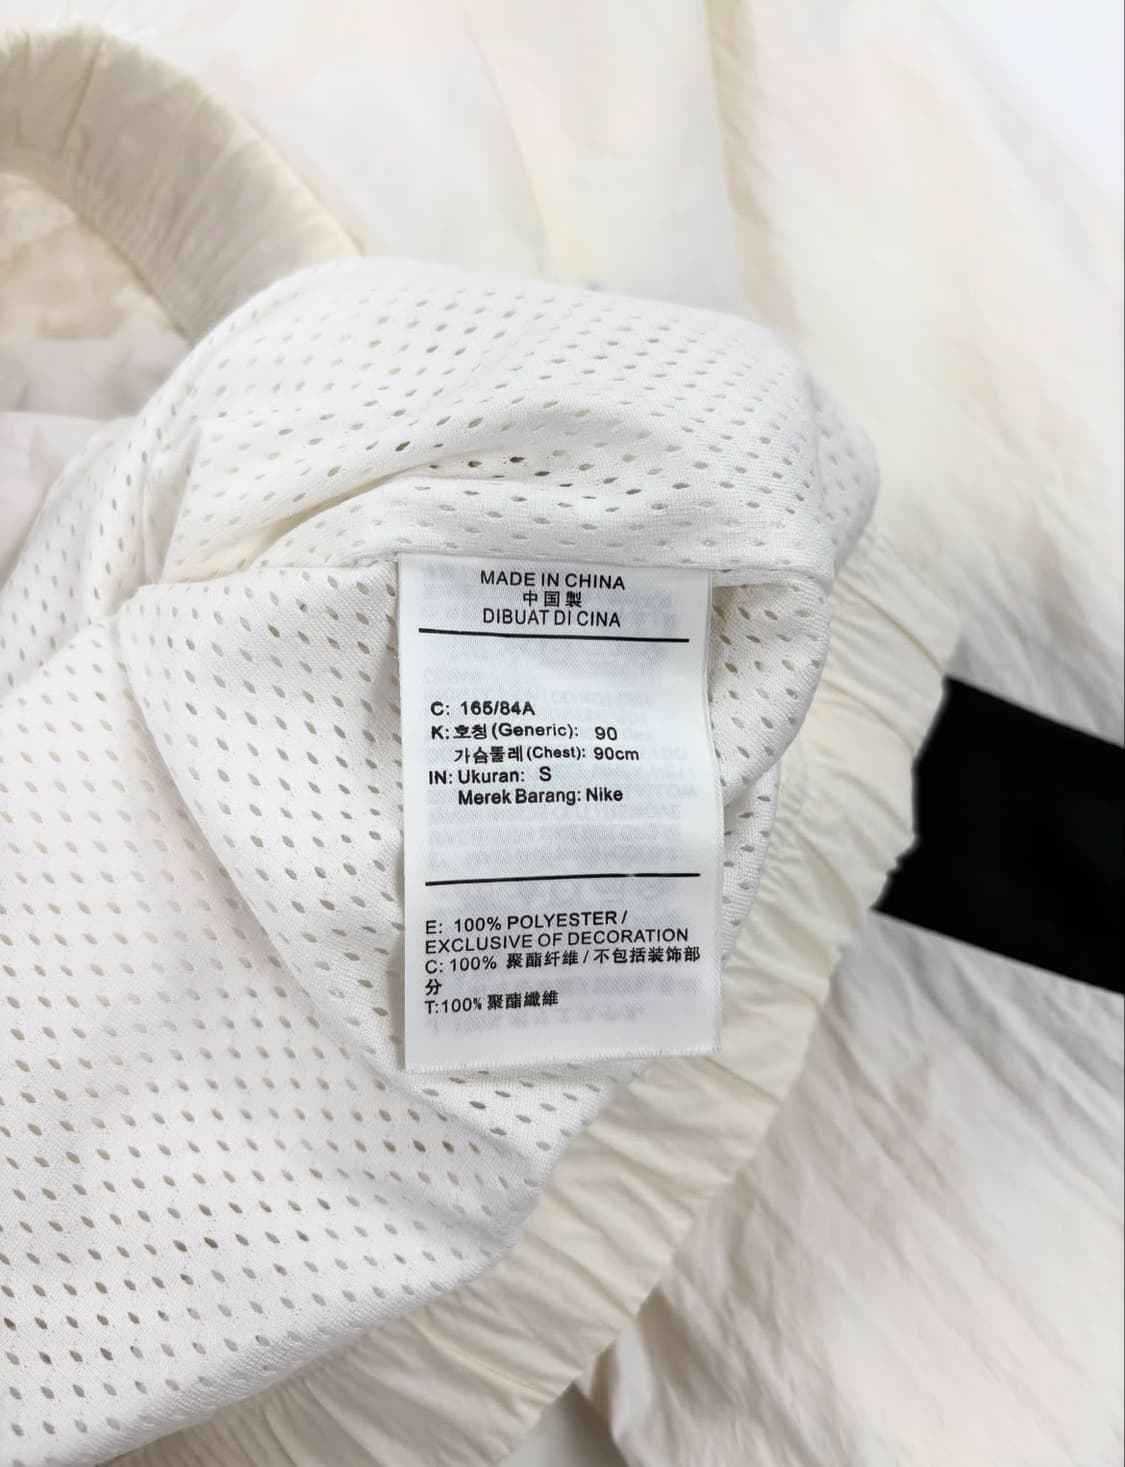 MADE IN CHINA
中国製
DIBUAT DI CINA
C: 165/84A
K:호칭(Generic): 90
가슴둘레(Chest): 90cm
IN: Ukuran: S
Merek Barang: Nike
E: 100% POLYESTER /
EXCLUSIVE OF DECORATION
C: 100% 聚酯纤维 / 不包括装饰部
分
T:100% 聚酯纖維